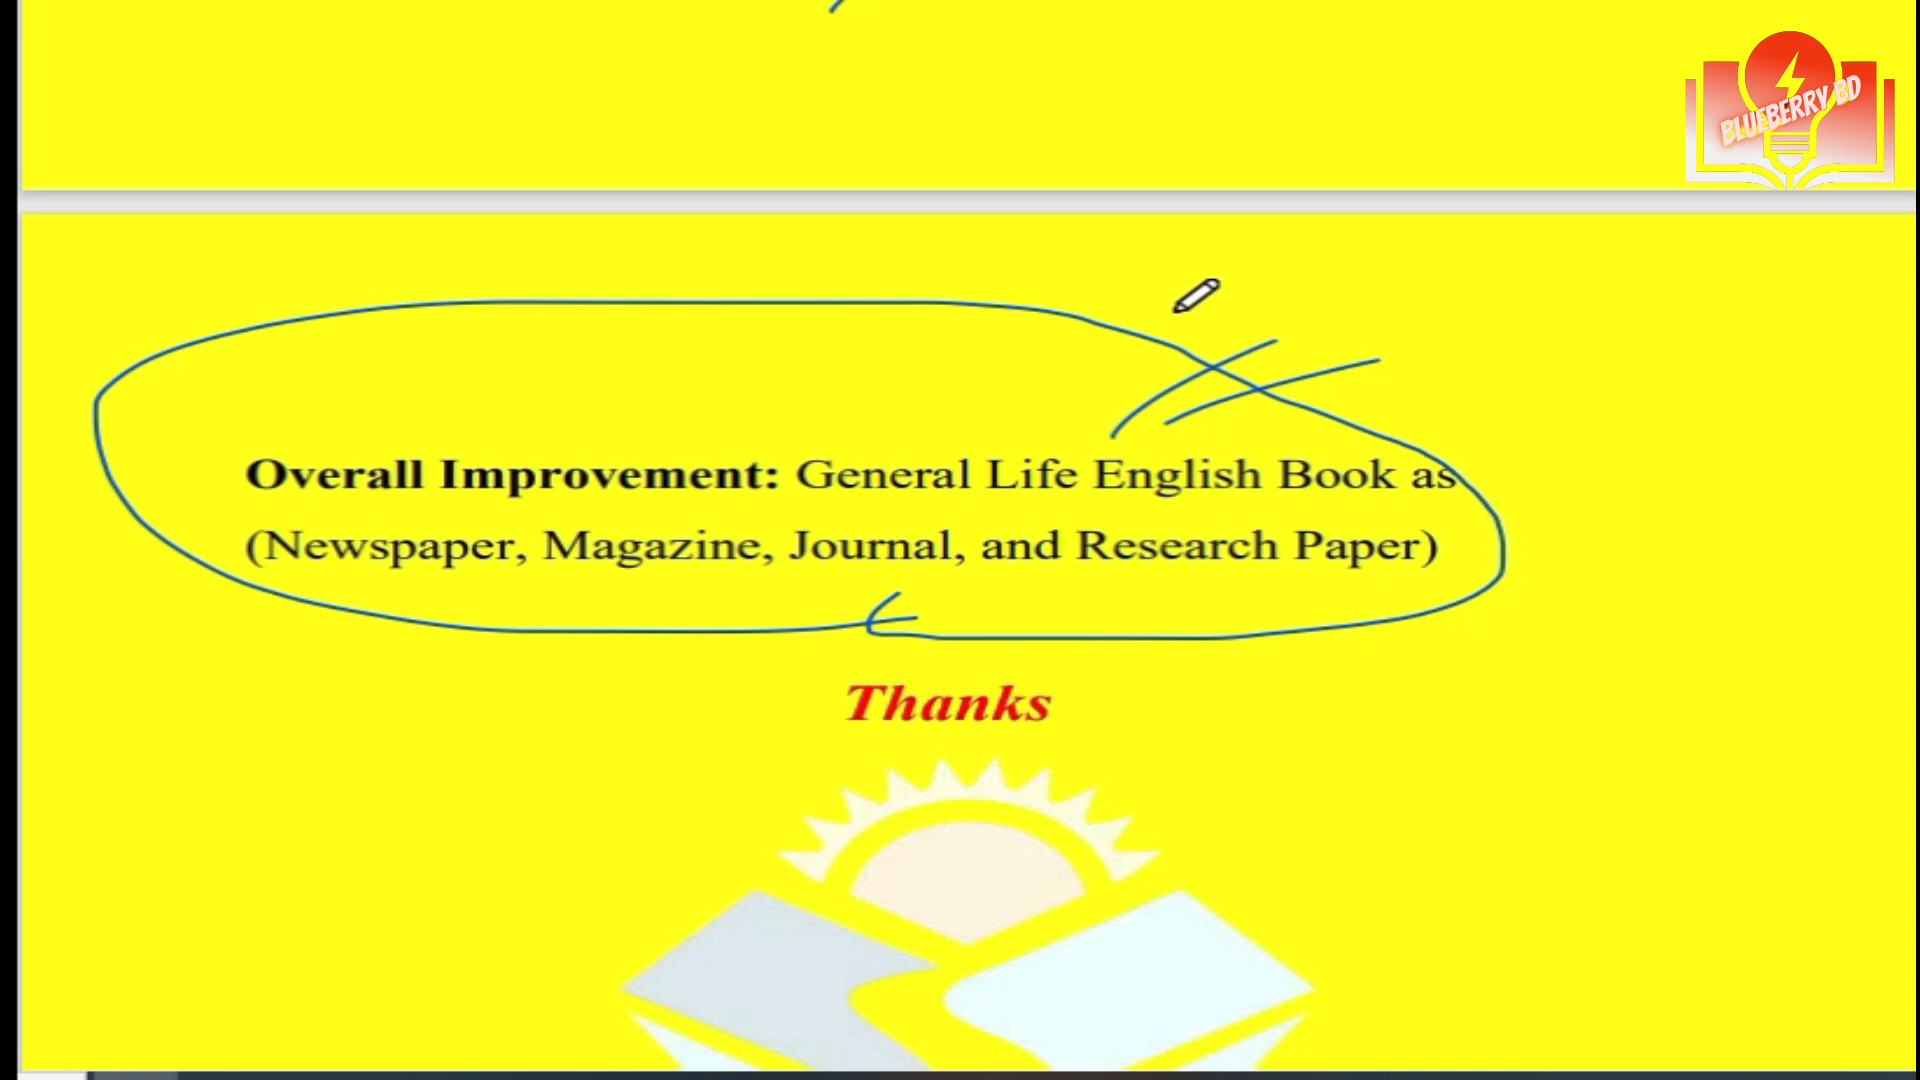 BLUEBERRY BD
Overall Improvement: General Life English Book as
(Newspaper, Magazine, Journal, and Research Paper)
Thanks